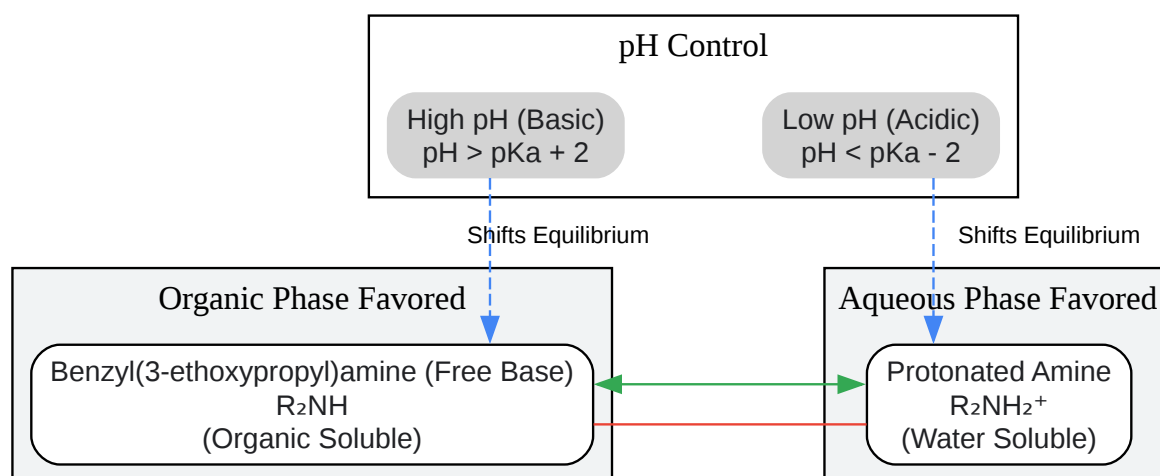 pH Control
High pH (Basic)
pH > pKa + 2
Low pH (Acidic)
pH < pKa - 2
Shifts Equilibrium
Shifts Equilibrium
Organic Phase Favored
Benzyl(3-ethoxypropyl)amine (Free Base)
R₂NH
(Organic Soluble)
Aqueous Phase Favored
Protonated Amine
R₂NH₂⁺
(Water Soluble)